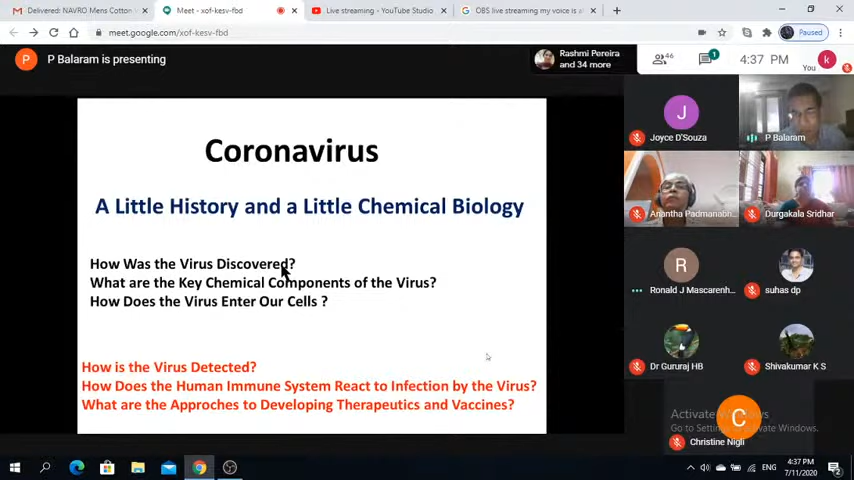 Delivered: NAVRO Mens Cotton
Meet - xof-kesv-fbd
Live streaming - YouTube Studio
OBS live streaming my voice is a
meet.google.com/xof-kesv-fbd
Paused
P
P Balaram is presenting
Rashmi Pereira
and 34 more
46
1
4:37 PM
You
k
Coronavirus
A Little History and a Little Chemical Biology
How Was the Virus Discovered?
What are the Key Chemical Components of the Virus?
How Does the Virus Enter Our Cells ?
How is the Virus Detected?
How Does the Human Immune System React to Infection by the Virus?
What are the Approaches to Developing Therapeutics and Vaccines?
J
Joyce D'Souza
P Balaram
Anantha Padmanabh...
Durgakala Sridhar
R
Ronald J Mascarenh...
suhas dp
Dr Gururaj HB
Shivakumar K S
C
Activate Windows
Go to Settings to activate Windows.
Christine Nigli
ENG
4:37 PM
7/11/2020
2